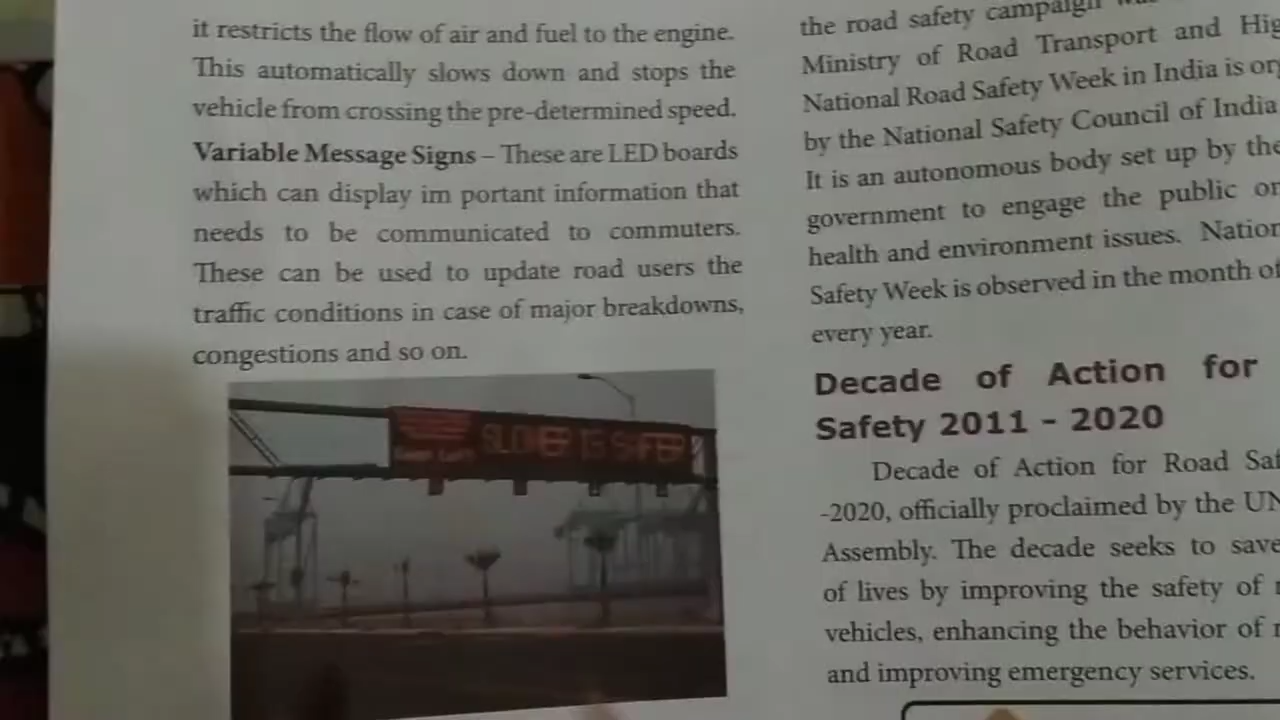 it restricts the flow of air and fuel to the engine.
This automatically slows down and stops the
vehicle from crossing the pre-determined speed.
Variable Message Signs – These are LED boards
which can display im portant information that
needs to be communicated to commuters.
These can be used to update road users the
traffic conditions in case of major breakdowns,
congestions and so on.
SLOWER IS SAFER
the road safety campaign
Ministry of Road Transport and
National Road Safety Week in India is
by the National Safety Council of India
It is an autonomous body set up by the
government to engage the public
health and environment issues.
Safety Week is observed in the month of
every year.
Decade of Action for
Safety 2011 - 2020
Decade of Action for Road
-2020, officially proclaimed by the
Assembly. The decade seeks to save
of lives by improving the safety of
vehicles, enhancing the behavior of
and improving emergency services.